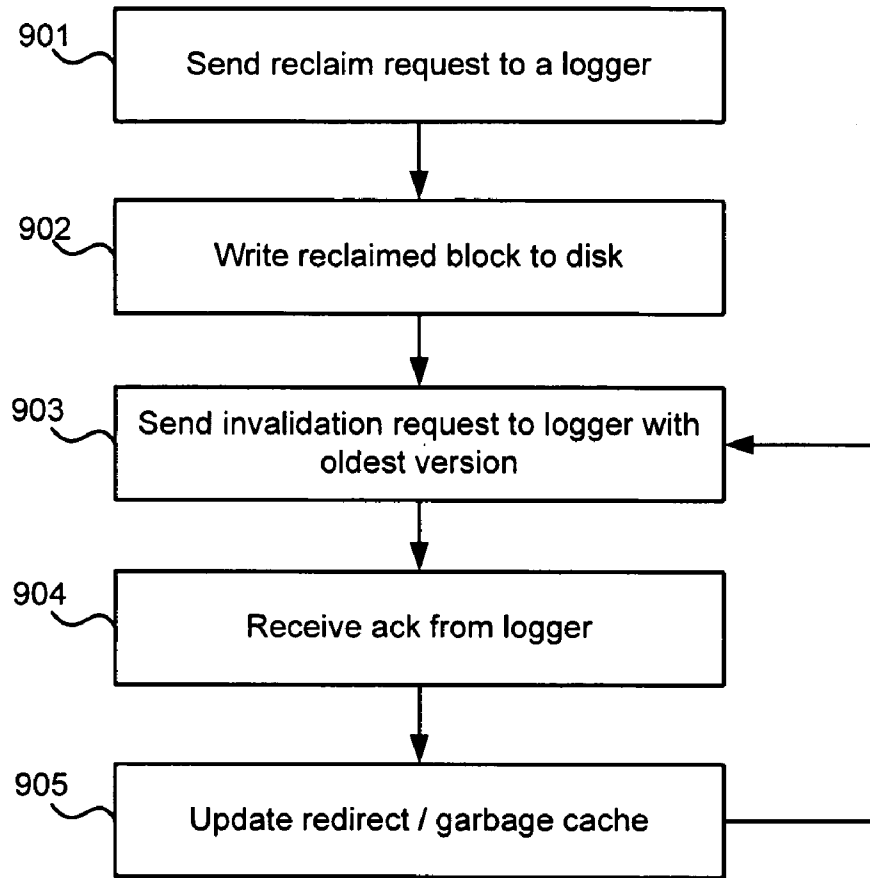 901
Send reclaim request to a logger
902
Write reclaimed block to disk
903
Send invalidation request to logger with
oldest version
904
Receive ack from logger
905
Update redirect / garbage cache